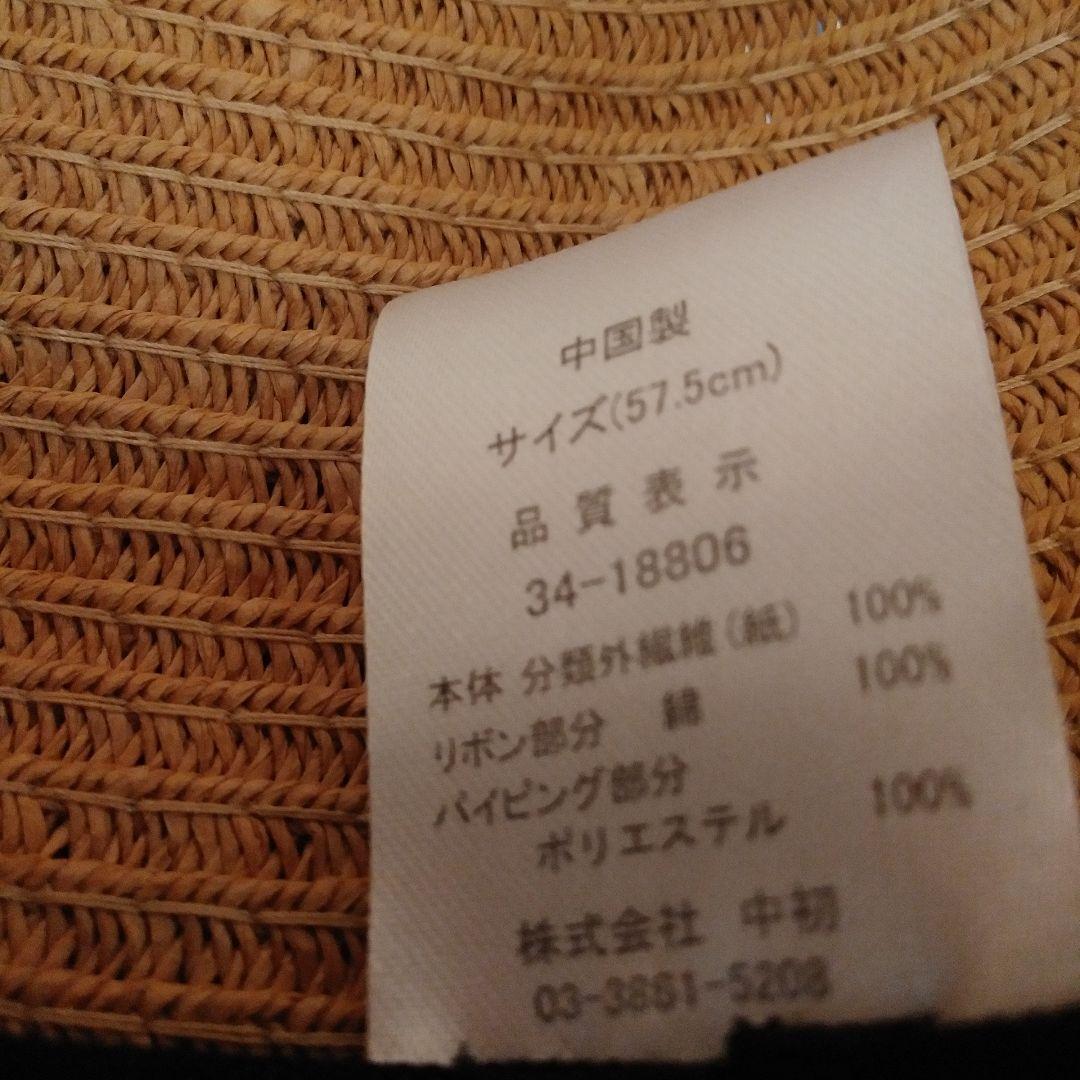 中国製
サイズ(57.5cm)
品質表示
34-18806
本体 分類外繊維(紙) 100%
リボン部分 綿 100%
パイピング部分
ポリエステル 100%
株式会社 中初
03-3861-5208